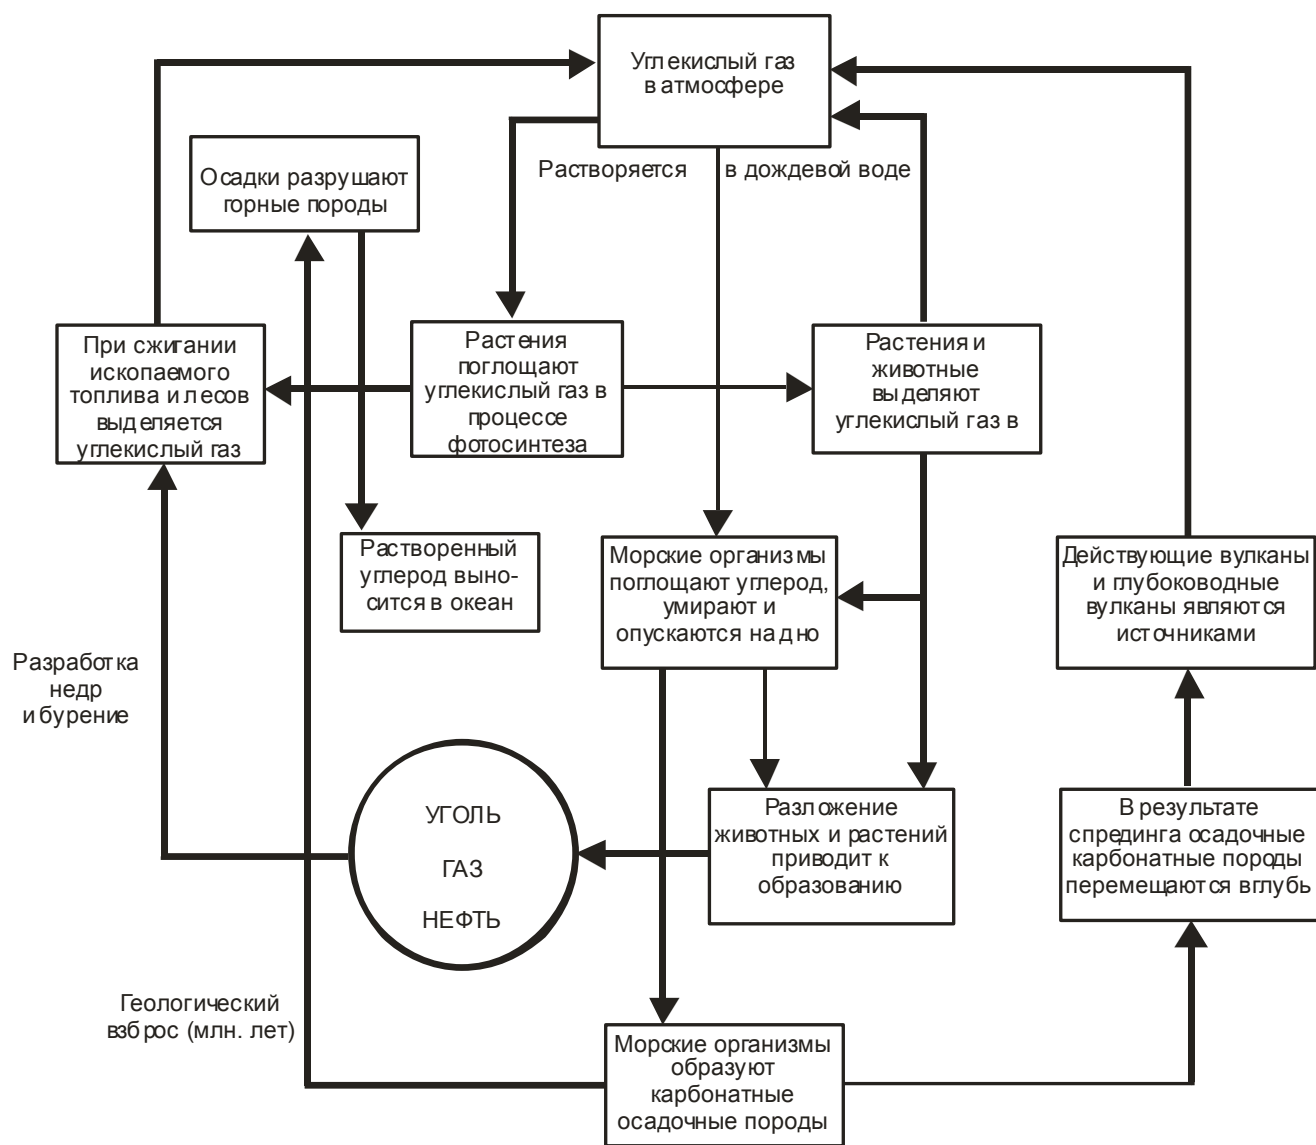 Углекислый газ
в атмосфере
Растворяется в дождевой воде
Осадки разрушают
горные породы
При сжигании
ископаемого
топлива и лесов
выделяется
углекислый газ
Растения
поглощают
углекислый газ в
процессе
фотосинтеза
Растения и
животные
выделяют
углекислый газ в
Растворенный
углерод выно-
сится в океан
Морские организмы
поглощают углерод,
умирают и
опускаются на дно
Действующие вулканы
и глубоководные
вулканы являются
источниками
Разработка
недр
и бурение
УГОЛЬ
ГАЗ
НЕФТЬ
Разложение
животных и растений
приводит к
образованию
В результате
спрединга осадочные
карбонатные породы
перемещаются вглубь
Геологический
взброс (млн. лет)
Морские организмы
образуют
карбонатные
осадочные породы